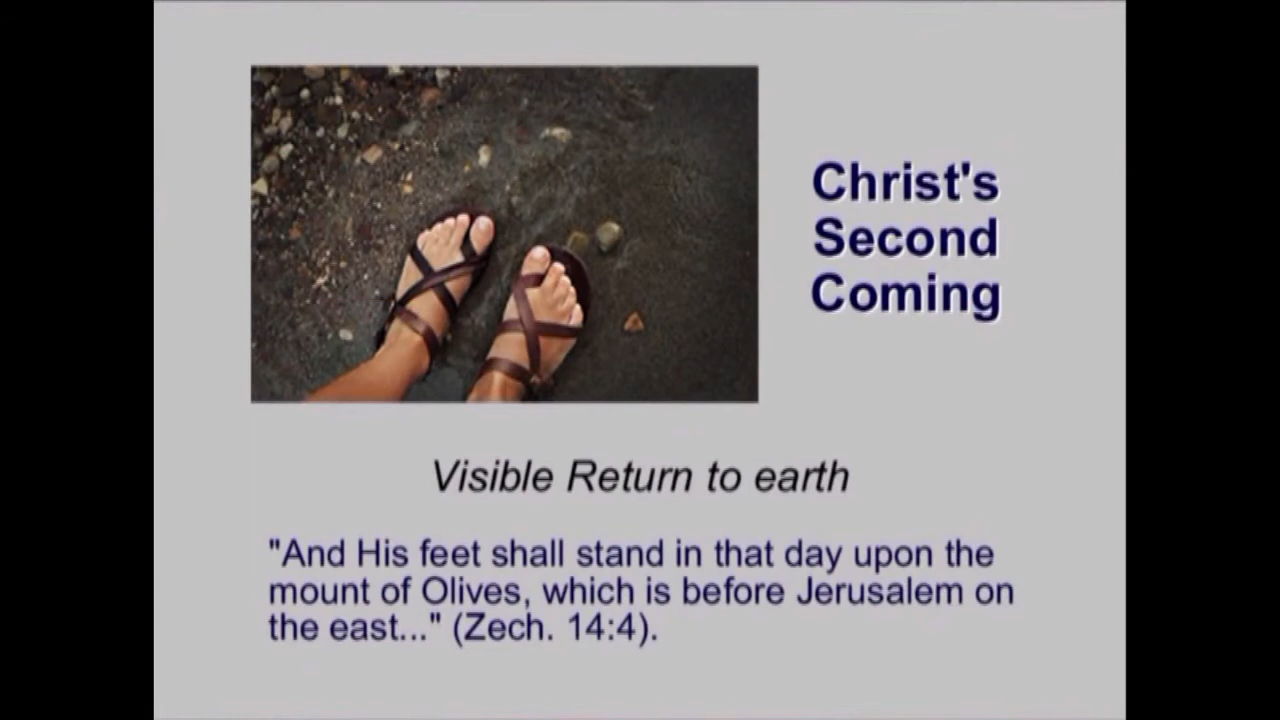 Christ's
Second
Coming
Visible Return to earth
"And His feet shall stand in that day upon the
mount of Olives, which is before Jerusalem on
the east..." (Zech. 14:4).